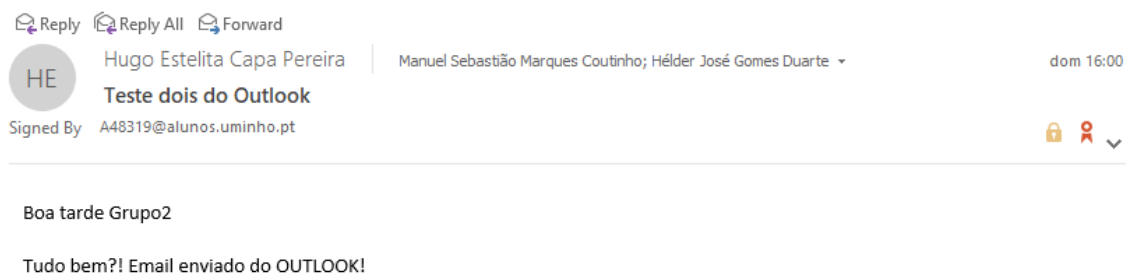 Reply Reply All Forward
HE
Hugo Estelita Capa Pereira
Manuel Sebastião Marques Coutinho; Hélder José Gomes Duarte
dom 16:00
Teste dois do Outlook
Signed By A48319@alunos.uminho.pt
Boa tarde Grupo2
Tudo bem?! Email enviado do OUTLOOK!